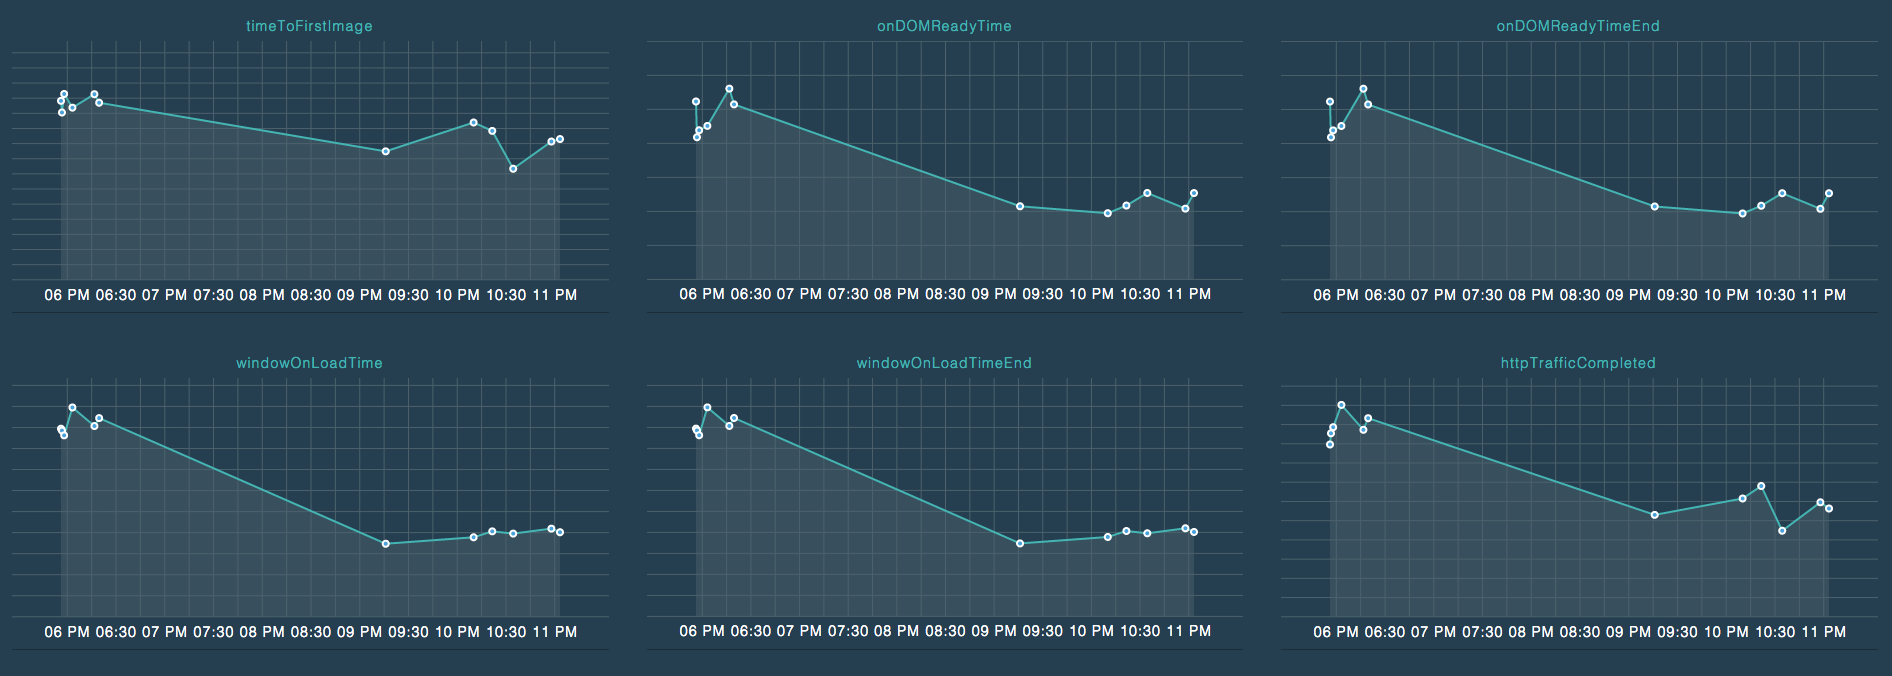 timeToFirstImage
06 PM 06:30 07 PM 07:30 08 PM 08:30 09 PM 09:30 10 PM 10:30 11 PM
onDOMReadyTime
06 PM 06:30 07 PM 07:30 08 PM 08:30 09 PM 09:30 10 PM 10:30 11 PM
onDOMReadyTimeEnd
06 PM 06:30 07 PM 07:30 08 PM 08:30 09 PM 09:30 10 PM 10:30 11 PM
windowOnLoadTime
06 PM 06:30 07 PM 07:30 08 PM 08:30 09 PM 09:30 10 PM 10:30 11 PM
windowOnLoadTimeEnd
06 PM 06:30 07 PM 07:30 08 PM 08:30 09 PM 09:30 10 PM 10:30 11 PM
httpTrafficCompleted
06 PM 06:30 07 PM 07:30 08 PM 08:30 09 PM 09:30 10 PM 10:30 11 PM